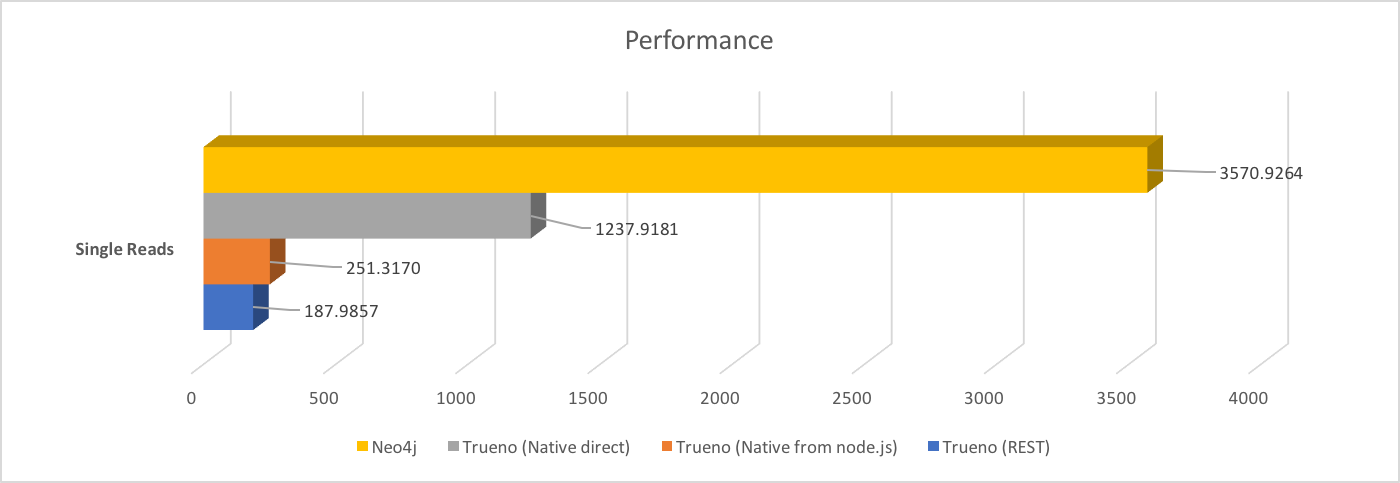 Performance
3570.9264
1237.9181
Single Reads
251.3170
187.9857
0 500 1000 1500 2000 2500 3000 3500 4000
Neo4j Trueno (Native direct) Trueno (Native from node.js) Trueno (REST)